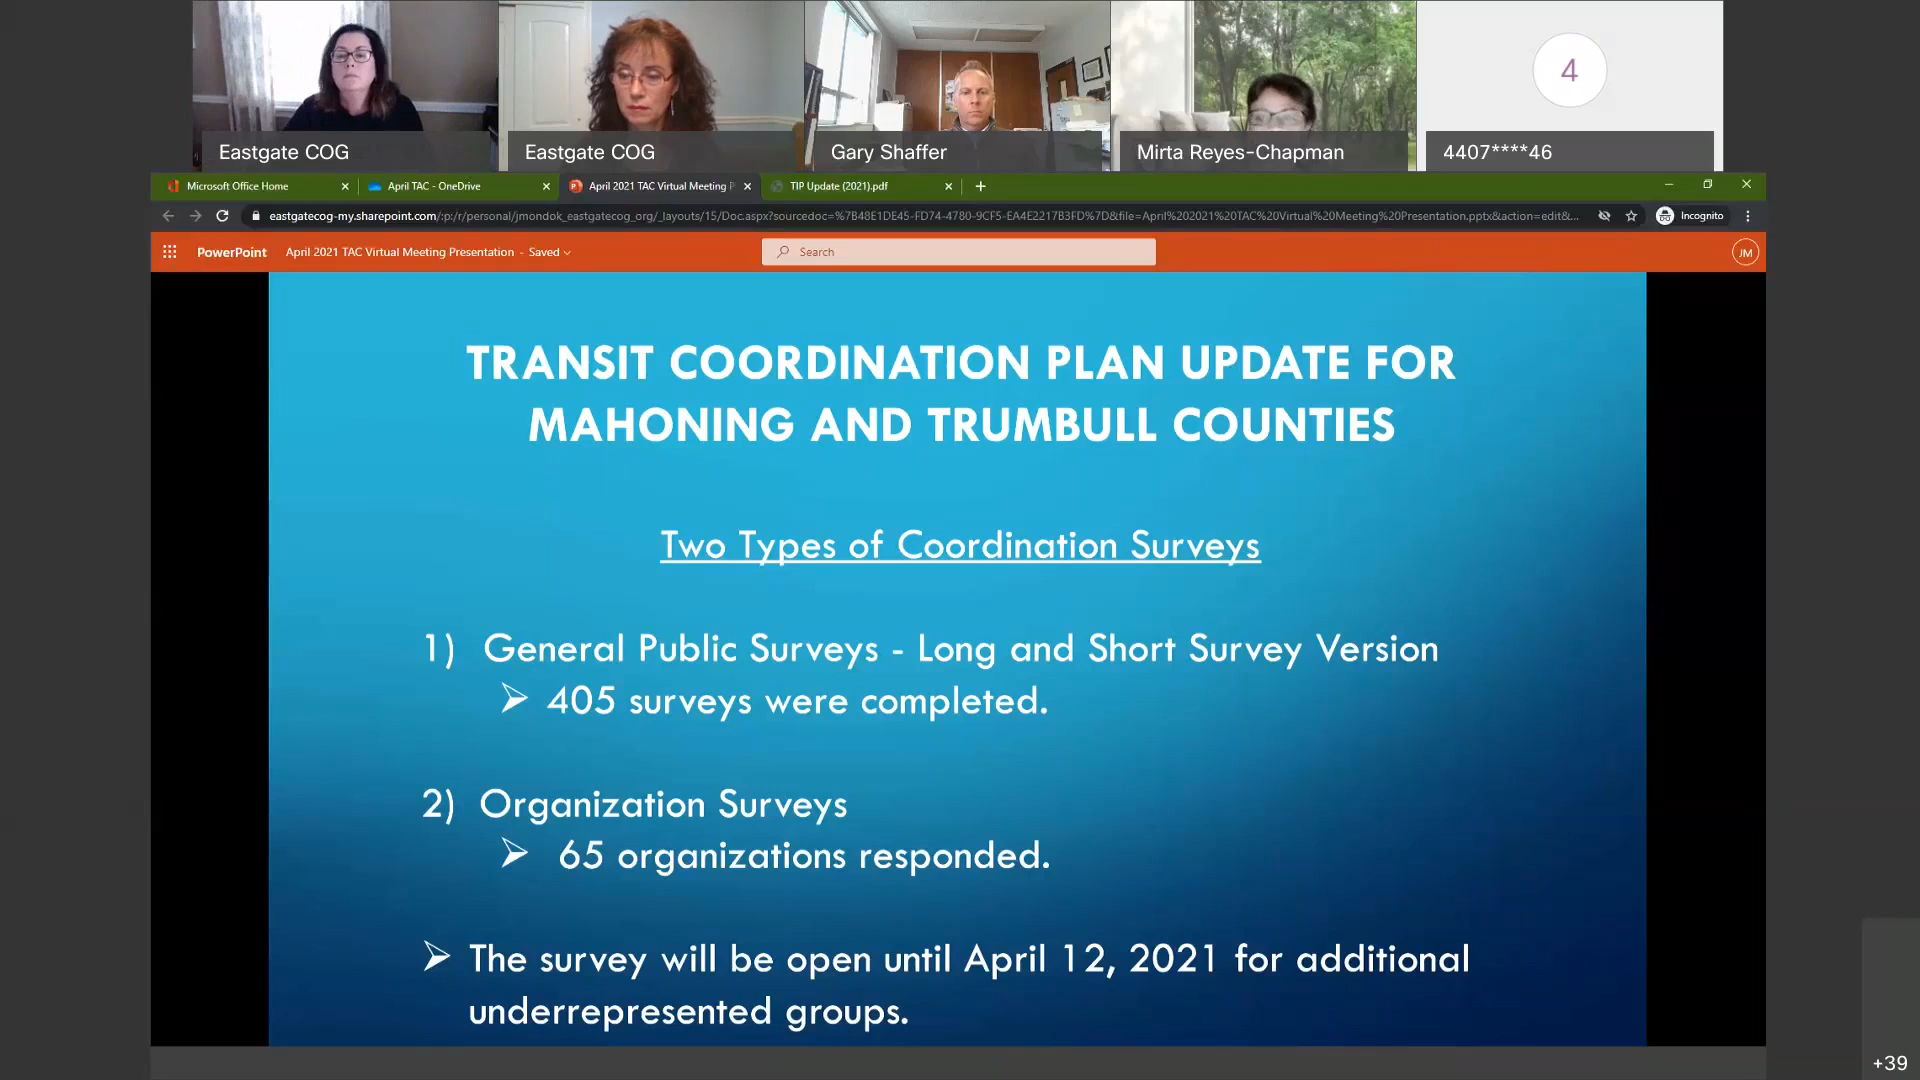 Eastgate COG
Eastgate COG
Gary Shaffer
Mirta Reyes-Chapman
4
4407****46
Microsoft Office Home
April TAC - OneDrive
April 2021 TAC Virtual Meeting P
TIP Update (2021).pdf
eastgatecog-my.sharepoint.com/:p:/r/personal/jmondok_eastgatecog_org/_layouts/15/Doc.aspx?sourcedoc=%7B48E1DE45-FD74-4780-9CF5-EA4E2217B3FD%7D&file=April%202021%20TAC%20Virtual%20Meeting%20Presentation.pptx&action=edit&...
Incognito
PowerPoint
April 2021 TAC Virtual Meeting Presentation - Saved
Search
JM
TRANSIT COORDINATION PLAN UPDATE FOR
MAHONING AND TRUMBULL COUNTIES
Two Types of Coordination Surveys
1) General Public Surveys - Long and Short Survey Version
➢ 405 surveys were completed.
2) Organization Surveys
➢ 65 organizations responded.
➢ The survey will be open until April 12, 2021 for additional
underrepresented groups.
+39